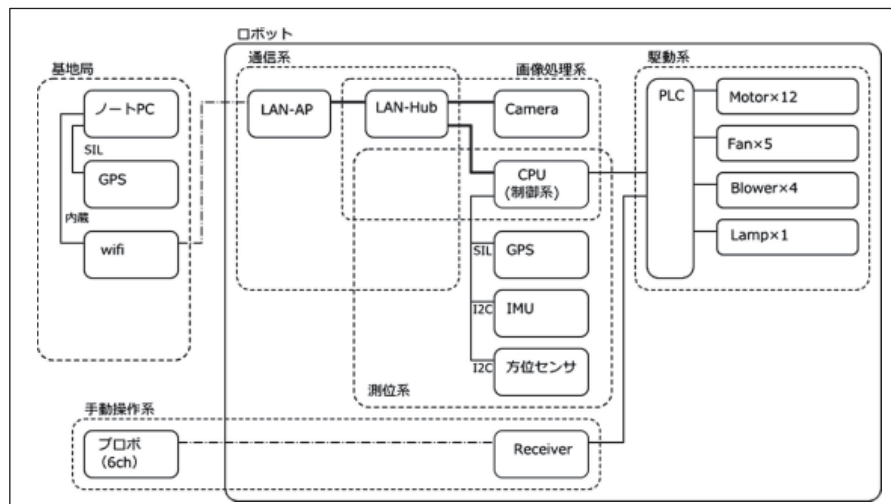 ロボット
基地局
通信系
画像処理系
駆動系
ノートPC
SIL
GPS
内蔵
wifi
LAN-AP
LAN-Hub
Camera
CPU
(制御系)
SIL
GPS
I2C
IMU
I2C
方位センサ
測位系
PLC
Motor×12
Fan×5
Blower×4
Lamp×1
手動操作系
プロポ
(6ch)
Receiver